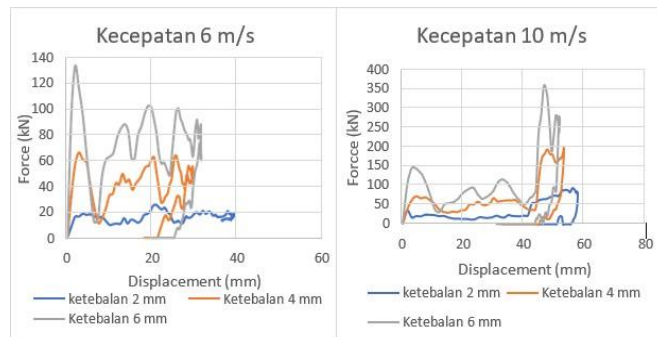 Kecepatan 6 m/s
140
120
100
80
60
40
20
0
Forcce (kN)
0 20 40 60
Displacement (mm)
ketebalan 2 mm Ketebalan 4 mm
Ketebalan 6 mm
Kecepatan 10 m/s
400
350
300
250
200
150
100
50
0
Force (kN)
0 20 40 60 80
Displacement (mm)
Ketebalan 2 mm Ketebalan 4 mm
Ketebalan 6 mm